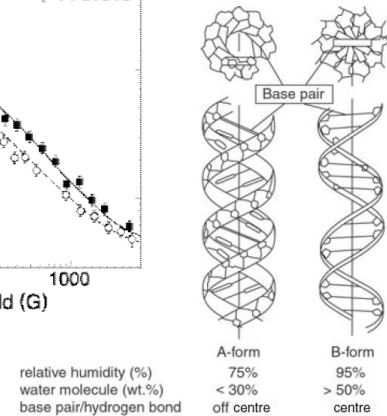 Base pair
1000
ld (G)
A-form B-form
relative humidity (%) 75% 95%
water molecule (wt.%) < 30% > 50%
base pair/hydrogen bond off centre centre